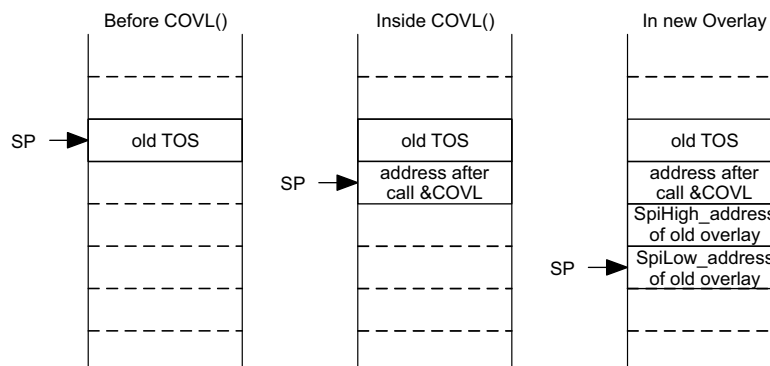 Before COVL()
Inside COVL()
In new Overlay
SP
old TOS
SP
old TOS
address after
call &COVL
SP
old TOS
address after
call &COVL
SpiHigh_address
of old overlay
SpiLow_address
of old overlay